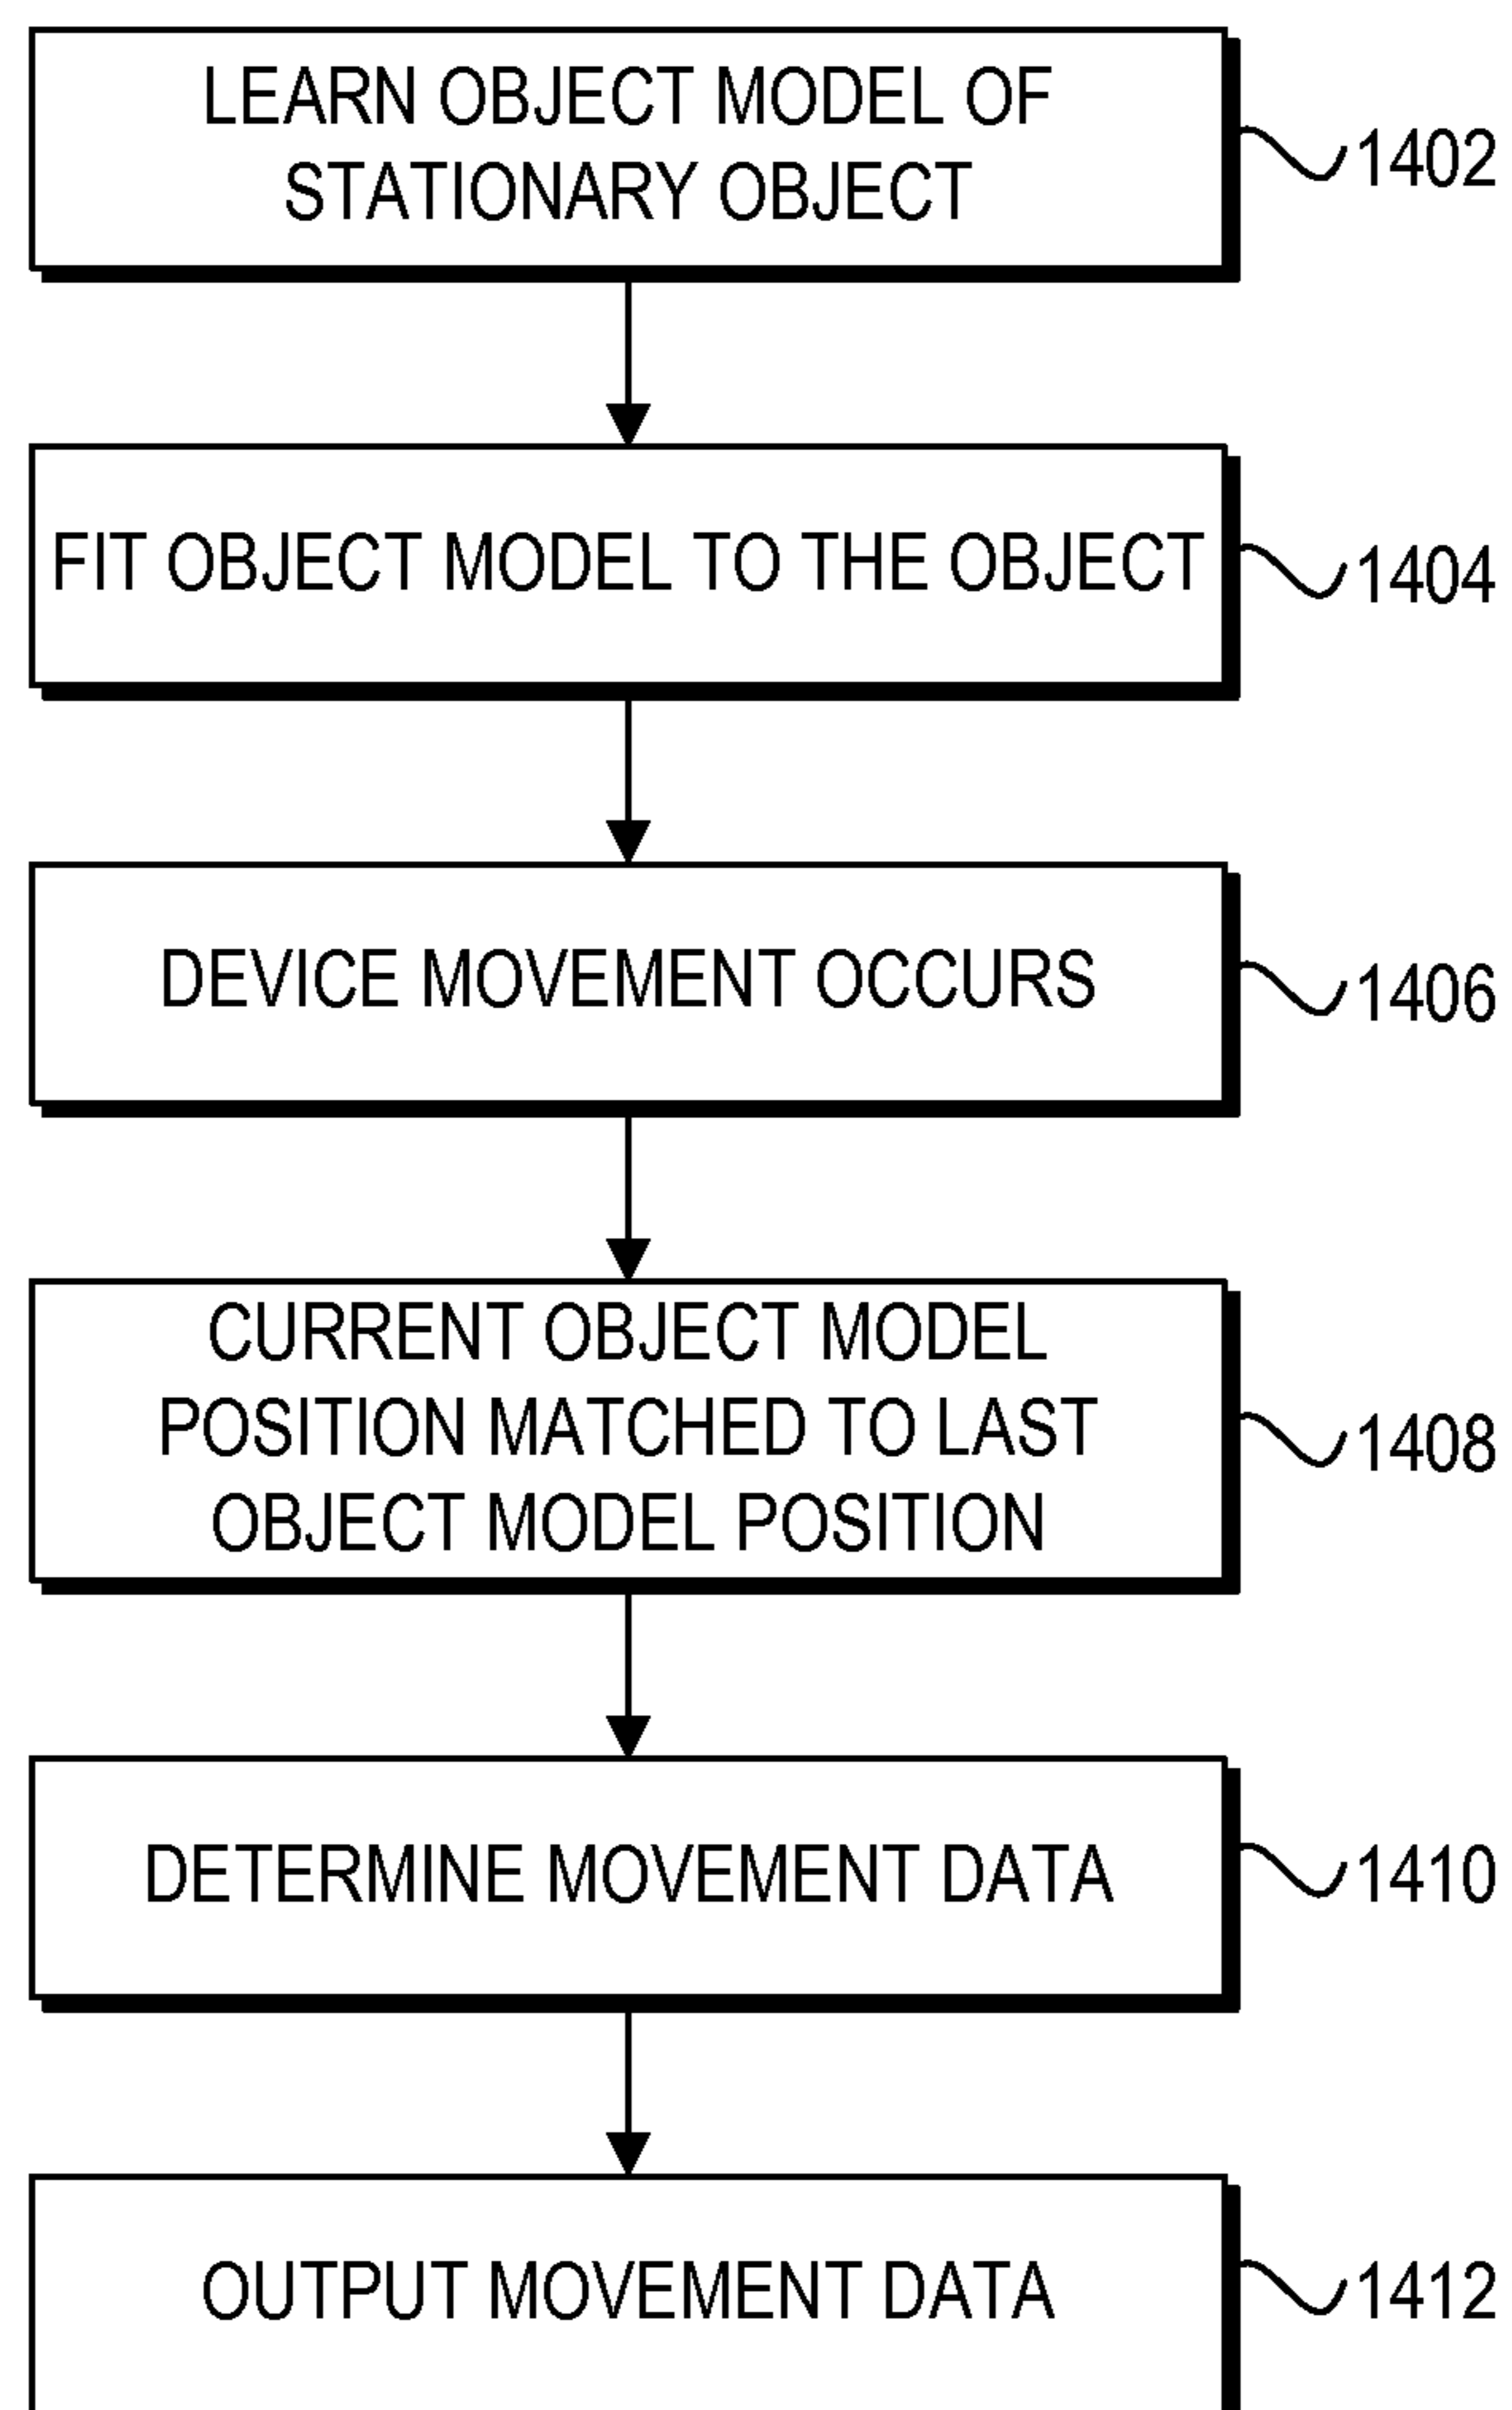 LEARN OBJECT MODEL OF
STATIONARY OBJECT
1402
FIT OBJECT MODEL TO THE OBJECT
1404
DEVICE MOVEMENT OCCURS
1406
CURRENT OBJECT MODEL
POSITION MATCHED TO LAST
OBJECT MODEL POSITION
1408
DETERMINE MOVEMENT DATA
1410
OUTPUT MOVEMENT DATA
1412